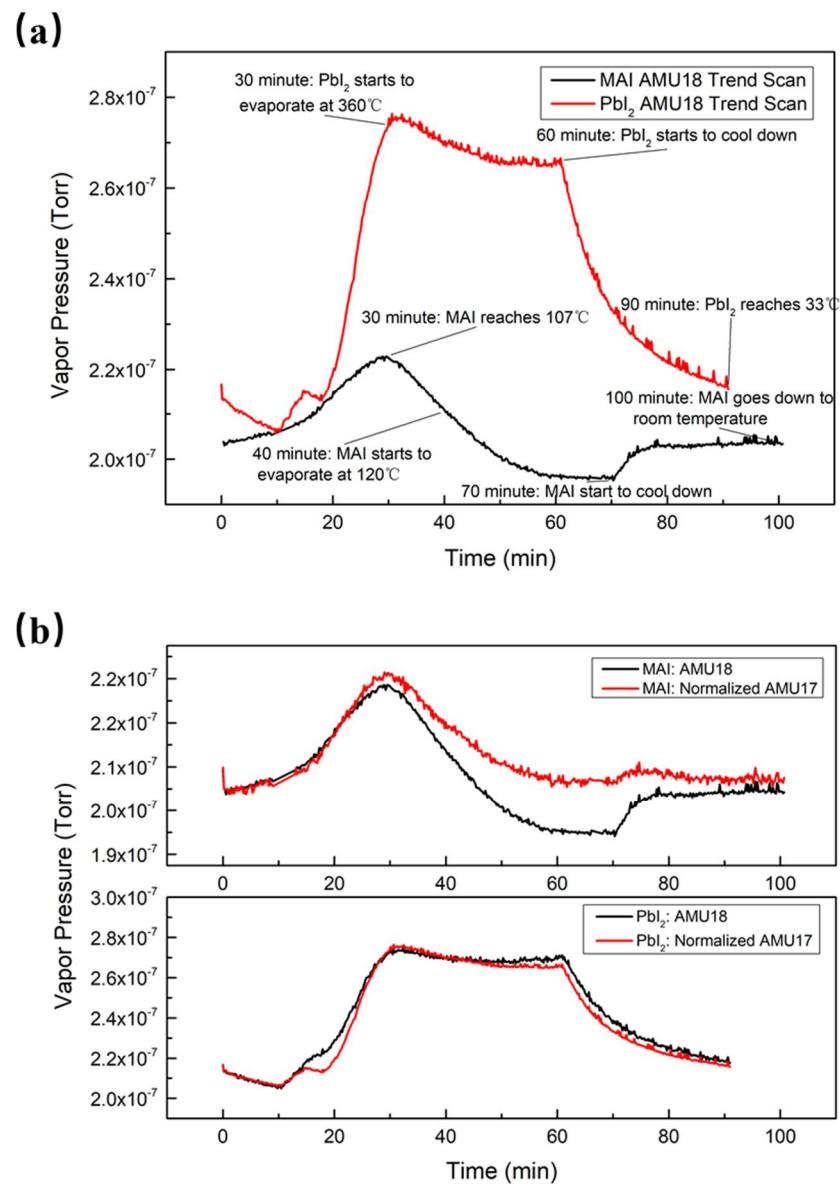 (a)
MAI AMU18 Trend Scan
PbI₂ AMU18 Trend Scan
30 minute: PbI₂ starts to
evaporate at 360℃
60 minute: PbI₂ starts to cool down
30 minute: MAI reaches 107℃
90 minute: PbI₂ reaches 33℃
100 minute: MAI goes down to
room temperature
40 minute: MAI starts to
evaporate at 120℃
70 minute: MAI start to cool down
Vapor Pressure (Torr)
2.8x10⁻⁷
2.6x10⁻⁷
2.4x10⁻⁷
2.2x10⁻⁷
2.0x10⁻⁷
0 20 40 60 80 100
Time (min)
(b)
MAI: AMU18
MAI: Normalized AMU17
2.2x10⁻⁷
2.2x10⁻⁷
2.1x10⁻⁷
2.0x10⁻⁷
1.9x10⁻⁷
0 20 40 60 80 100
Vapor Pressure (Torr)
PbI₂: AMU18
PbI₂: Normalized AMU17
3.0x10⁻⁷
2.8x10⁻⁷
2.6x10⁻⁷
2.2x10⁻⁷
2.0x10⁻⁷
0 20 40 60 80 100
Time (min)